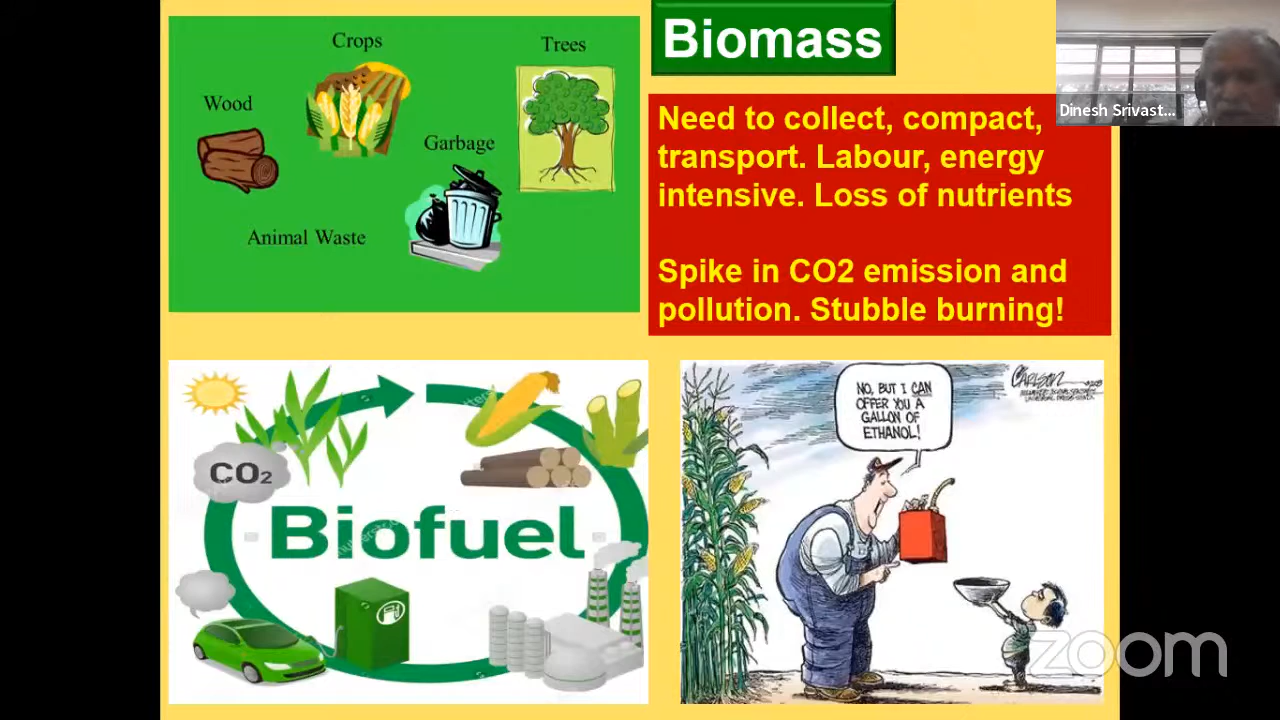 Biomass
Crops
Trees
Wood
Garbage
Animal Waste
Need to collect, compact,
transport. Labour, energy
intensive. Loss of nutrients
Spike in CO2 emission and
pollution. Stubble burning!
Dinesh Srivast...
CO₂
Biofuel
NO, BUT I CAN
OFFER YOU A
GALLON OF
ETHANOL!
CARLSON
zoom